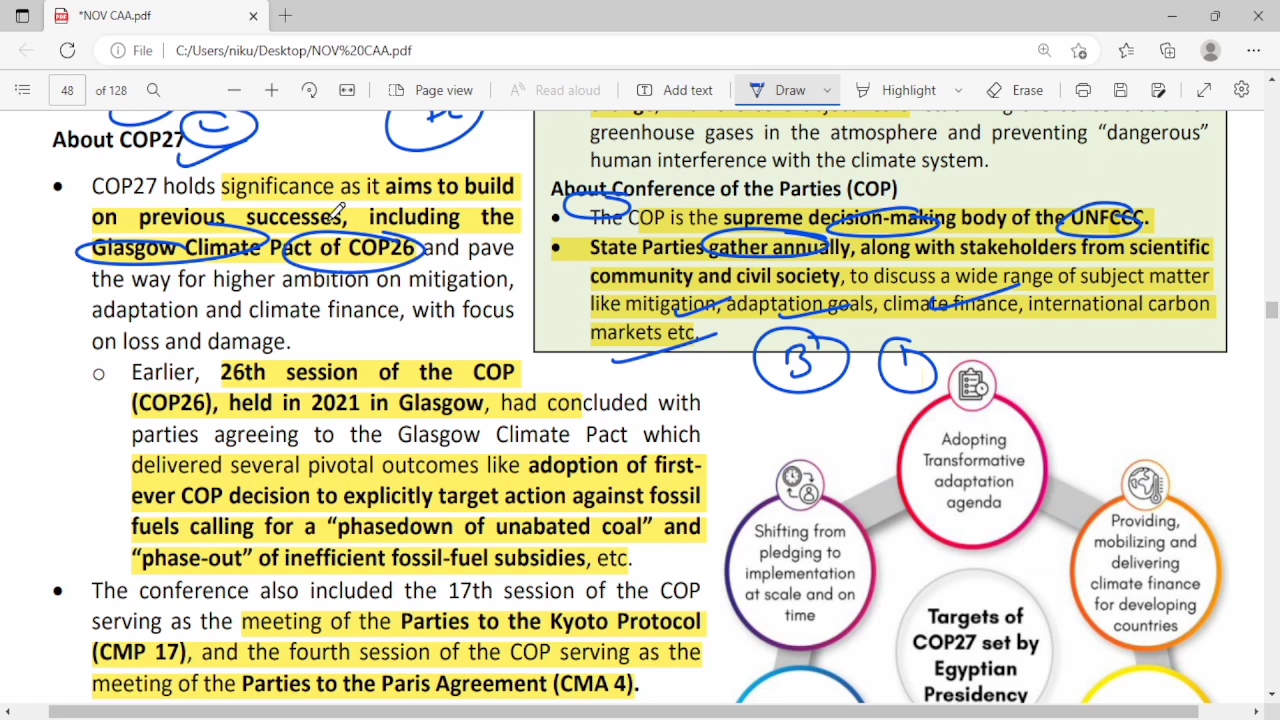 *NOV CAA.pdf
File
C:/Users/niku/Desktop/NOV%20CAA.pdf
48
of 128
Page view
Read aloud
Add text
Draw
Highlight
Erase
About COP27
• COP27 holds significance as it aims to build
on previous successes, including the
Glasgow Climate Pact of COP26 and pave
the way for higher ambition on mitigation,
adaptation and climate finance, with focus
on loss and damage.
o Earlier, 26th session of the COP
(COP26), held in 2021 in Glasgow, had concluded with
parties agreeing to the Glasgow Climate Pact which
delivered several pivotal outcomes like adoption of first-
ever COP decision to explicitly target action against fossil
fuels calling for a “phasedown of unabated coal” and
“phase-out” of inefficient fossil-fuel subsidies, etc.
• The conference also included the 17th session of the COP
serving as the meeting of the Parties to the Kyoto Protocol
(CMP 17), and the fourth session of the COP serving as the
meeting of the Parties to the Paris Agreement (CMA 4).
greenhouse gases in the atmosphere and preventing “dangerous”
human interference with the climate system.
About Conference of the Parties (COP)
• The COP is the supreme decision-making body of the UNFCCC.
• State Parties gather annually, along with stakeholders from scientific
community and civil society, to discuss a wide range of subject matter
like mitigation, adaptation goals, climate finance, international carbon
markets etc.
Adopting
Transformative
adaptation
agenda
Shifting from
pledging to
implementation
at scale and on
time
Providing,
mobilizing and
delivering
climate finance
for developing
countries
Targets of
COP27 set by
Egyptian
Presidency